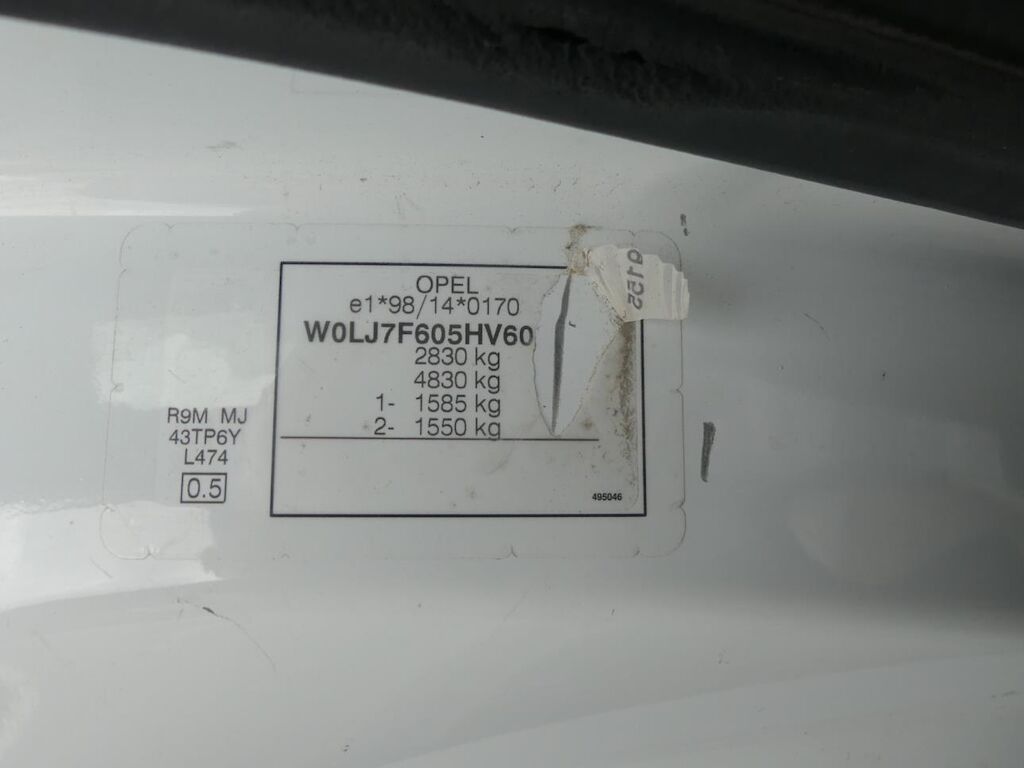 OPEL
e1*98/14*0170
W0LJ7F605HV60
2830 kg
4830 kg
1- 1585 kg
2- 1550 kg
R9M MJ
43TP6Y
L474
0.5
495046